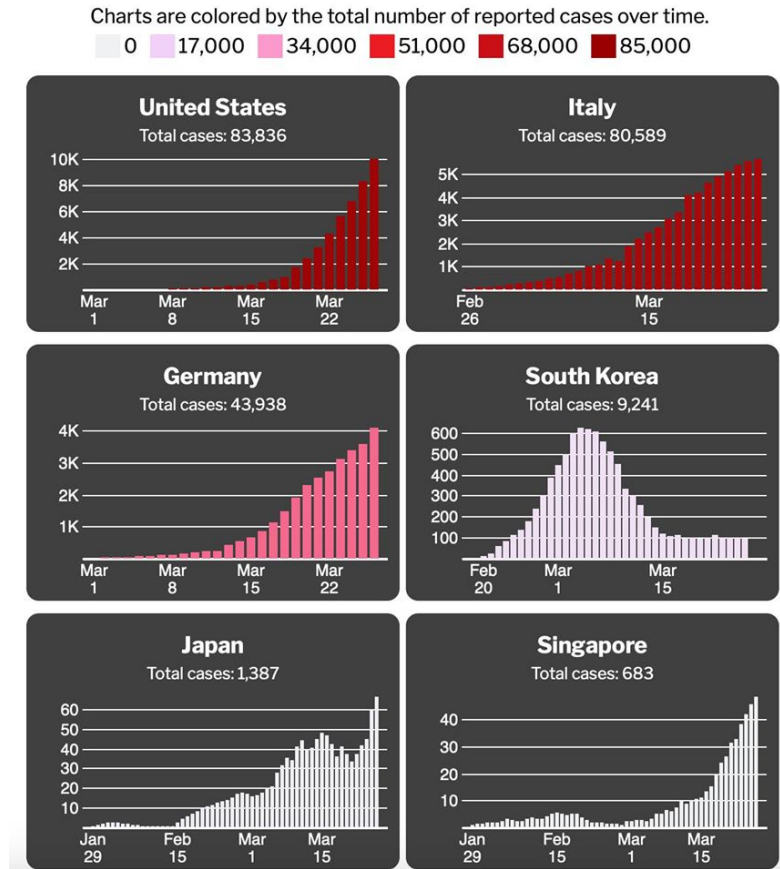 Charts are colored by the total number of reported cases over time.
0 17,000 34,000 51,000 68,000 85,000
United States
Total cases: 83,836
10K
8K
6K
4K
2K
Mar Mar Mar Mar
1 8 15 22
Italy
Total cases: 80,589
5K
4K
3K
2K
1K
Feb Mar
26 15
Germany
Total cases: 43,938
4K
3K
2K
1K
Mar Mar Mar Mar
1 8 15 22
South Korea
Total cases: 9,241
600
500
400
300
200
100
Feb Mar Mar
20 1 15
Japan
Total cases: 1,387
60
50
40
30
20
10
Jan Feb Mar Mar
29 15 1 15
Singapore
Total cases: 683
40
30
20
10
Jan Feb Mar Mar
29 15 1 15